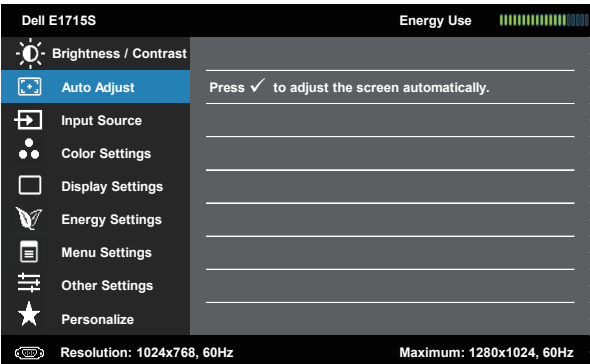 Dell E1715S Energy Use
Brightness / Contrast
Auto Adjust Press ✓ to adjust the screen automatically.
Input Source
Color Settings
Display Settings
Energy Settings
Menu Settings
Other Settings
Personalize
Resolution: 1024x768, 60Hz Maximum: 1280x1024, 60Hz